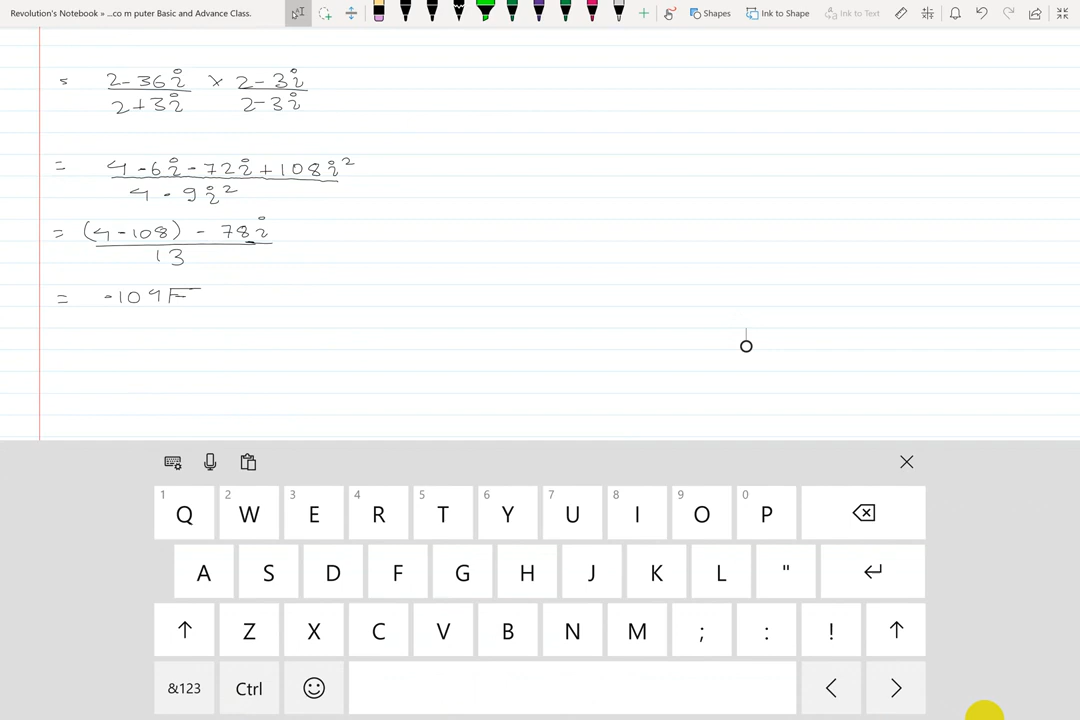 Revolution's Notebook » ...co m puter Basic and Advance Class.
Shapes
Ink to Shape
Ink to Text
= 2-36i/2+3i × 2-3i/2-3i
= 4-6i-72i+108i²/4-9i²
= (4-108) - 78i/13
= -104
1 Q 2 W 3 E 4 R 5 T 6 Y 7 U 8 I 9 O 0 P
A S D F G H J K L "
Z X C V B N M ; : !
&123 Ctrl